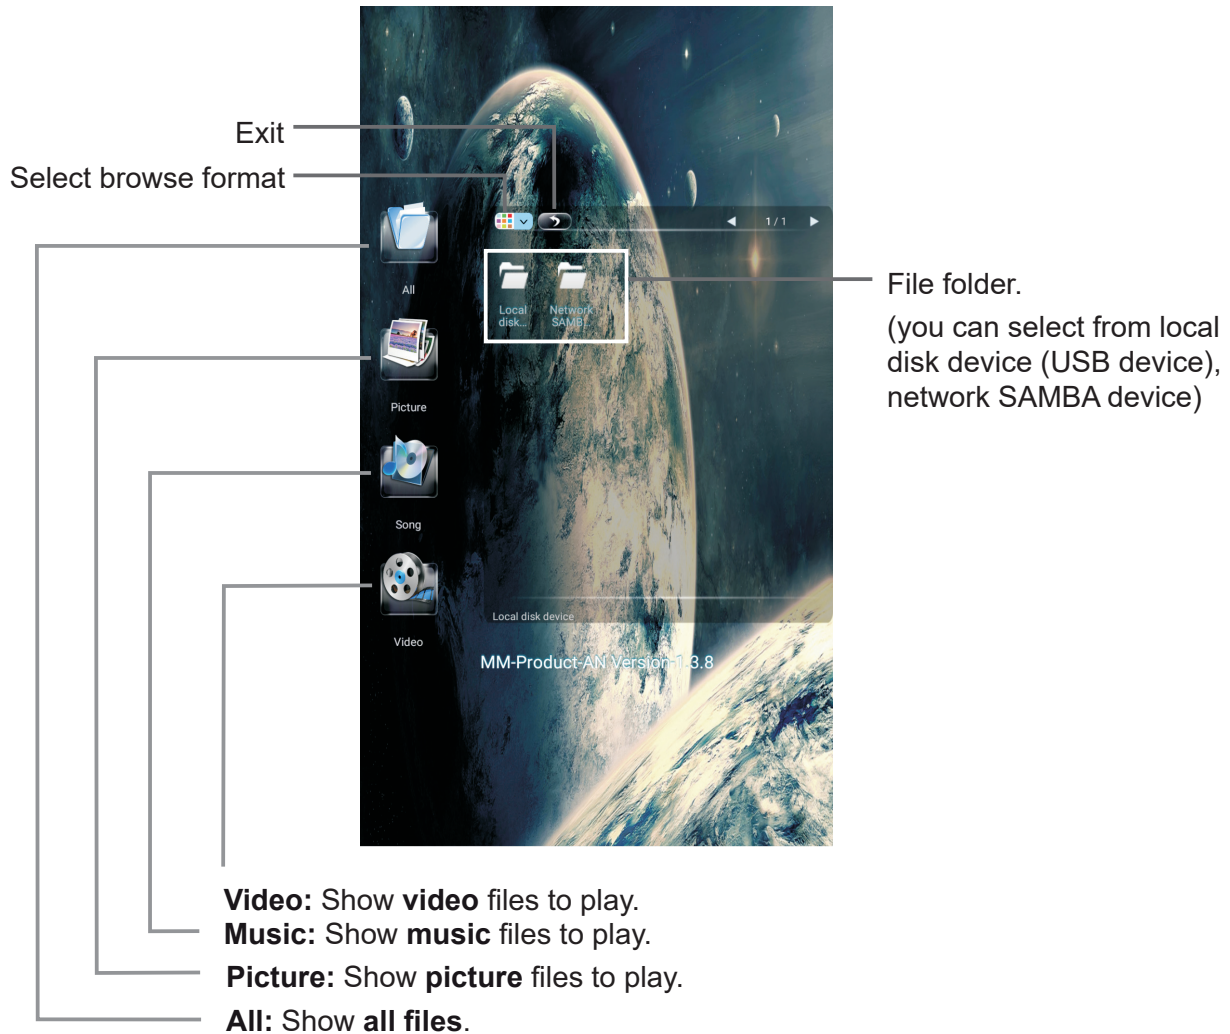 Exit
Select browse format
1/1
All
Local disk...
Network SAMB...
File folder.
(you can select from local
disk device (USB device),
network SAMBA device)
Picture
Song
Local disk device
Video
MM-Product-AN Version 1.3.8
Video: Show video files to play.
Music: Show music files to play.
Picture: Show picture files to play.
All: Show all files.